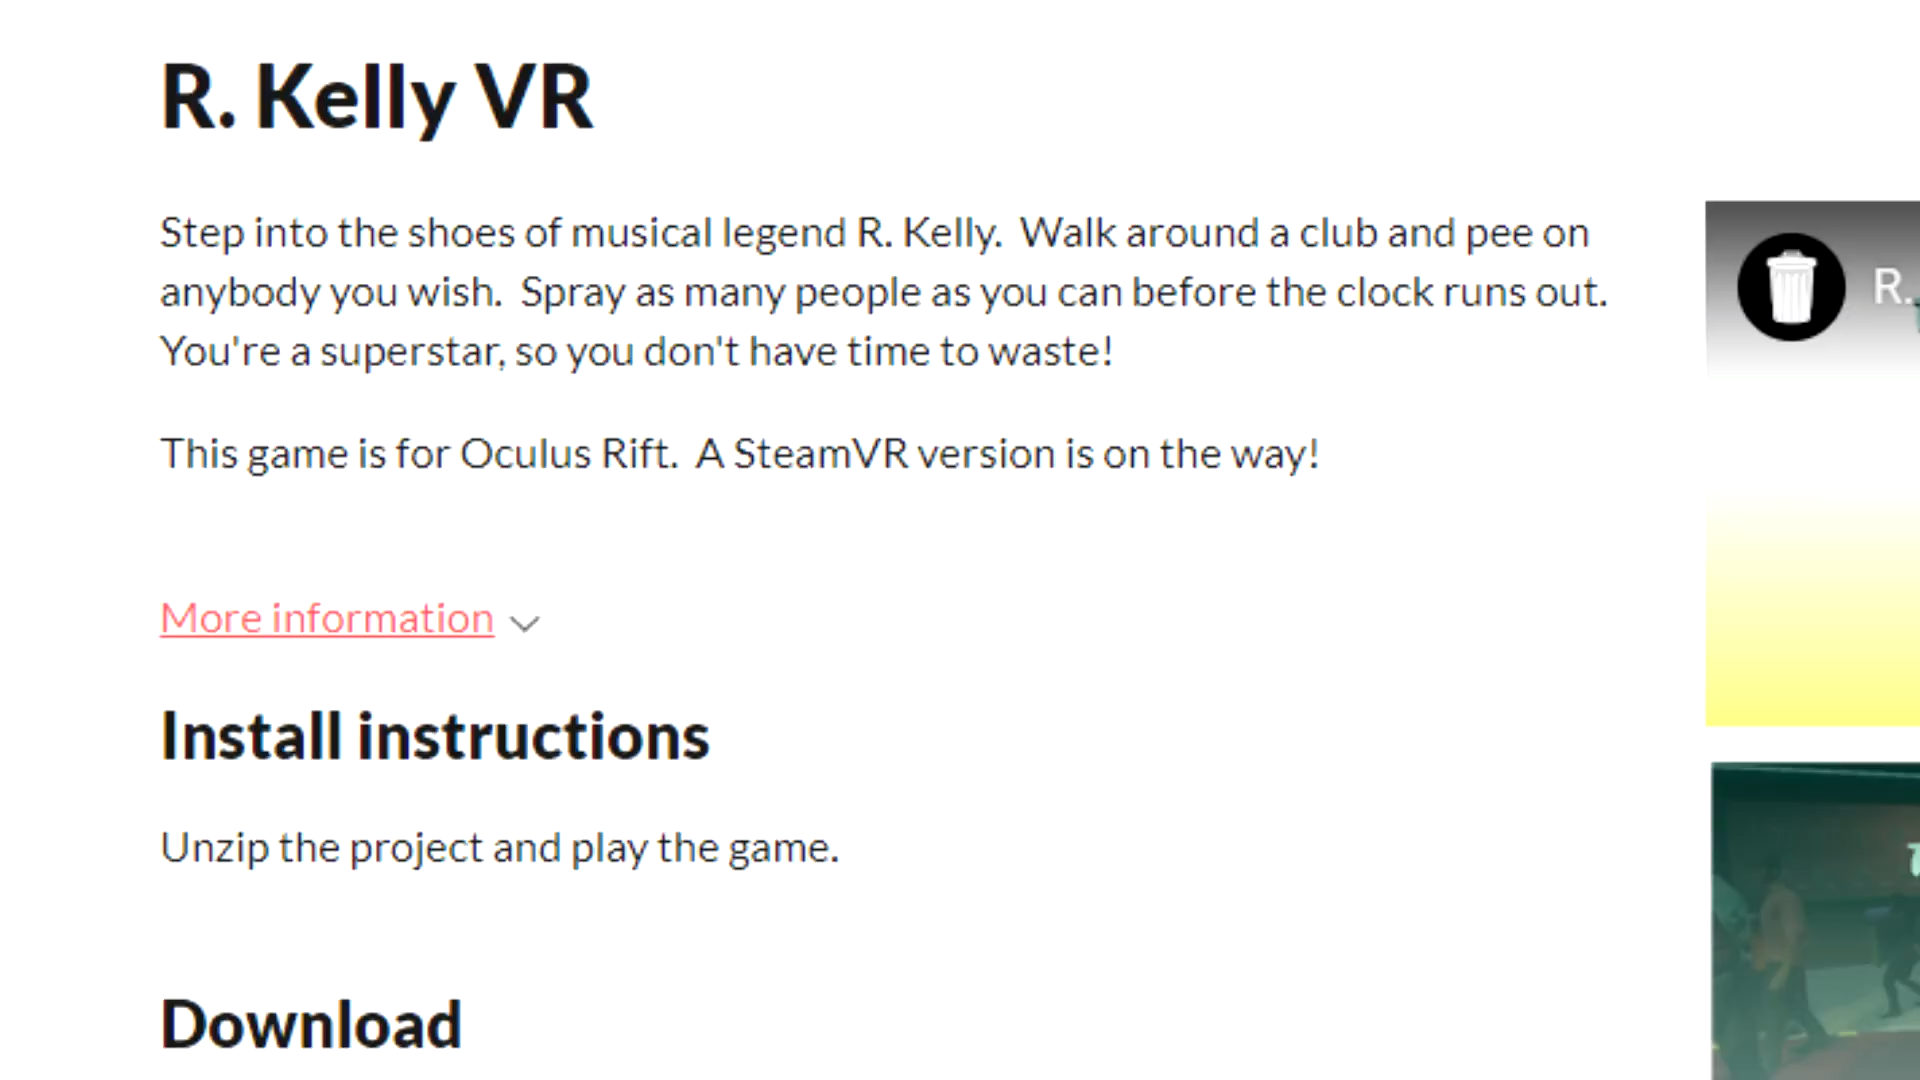 R. Kelly VR
Step into the shoes of musical legend R. Kelly.  Walk around a club and pee on
anybody you wish.  Spray as many people as you can before the clock runs out.
You're a superstar, so you don't have time to waste!
R.
This game is for Oculus Rift.  A SteamVR version is on the way!
More information
Install instructions
Unzip the project and play the game.
Download